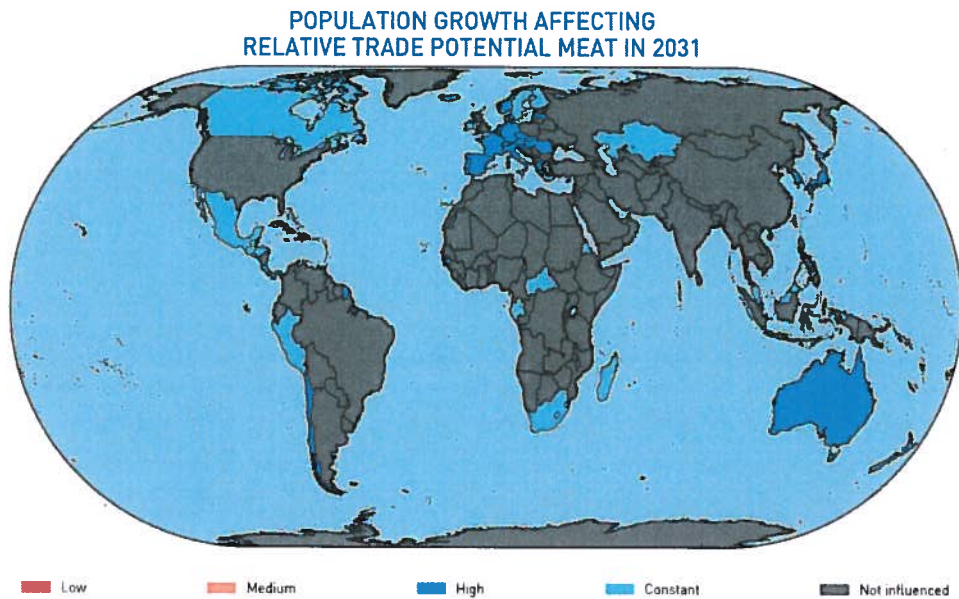 POPULATION GROWTH AFFECTING
RELATIVE TRADE POTENTIAL MEAT IN 2031
Low
Medium
High
Constant
Not influenced